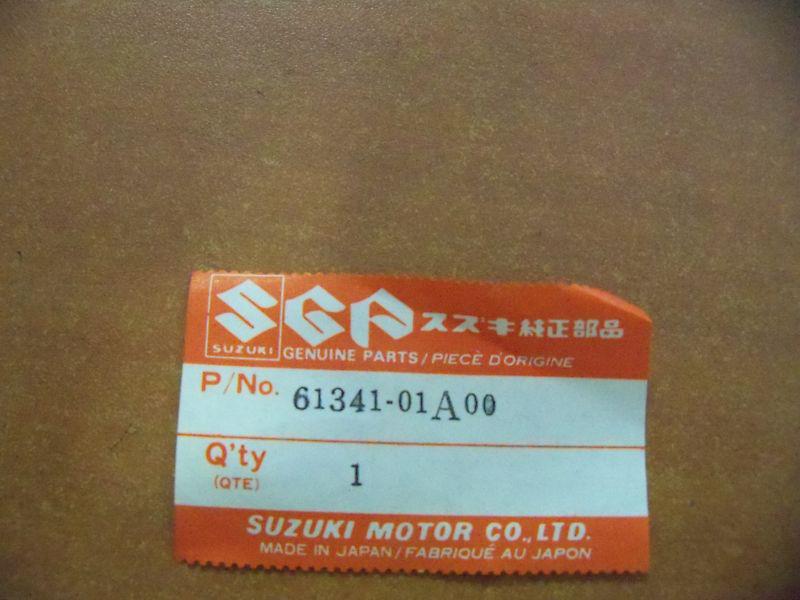 SGP スズキ純正部品
SUZUKI GENUINE PARTS/PIECE D'ORIGINE
P/No. 61341-01A00
Q'ty 1
(QTE)
SUZUKI MOTOR CO.,LTD.
MADE IN JAPAN/FABRIQUÉ AU JAPON